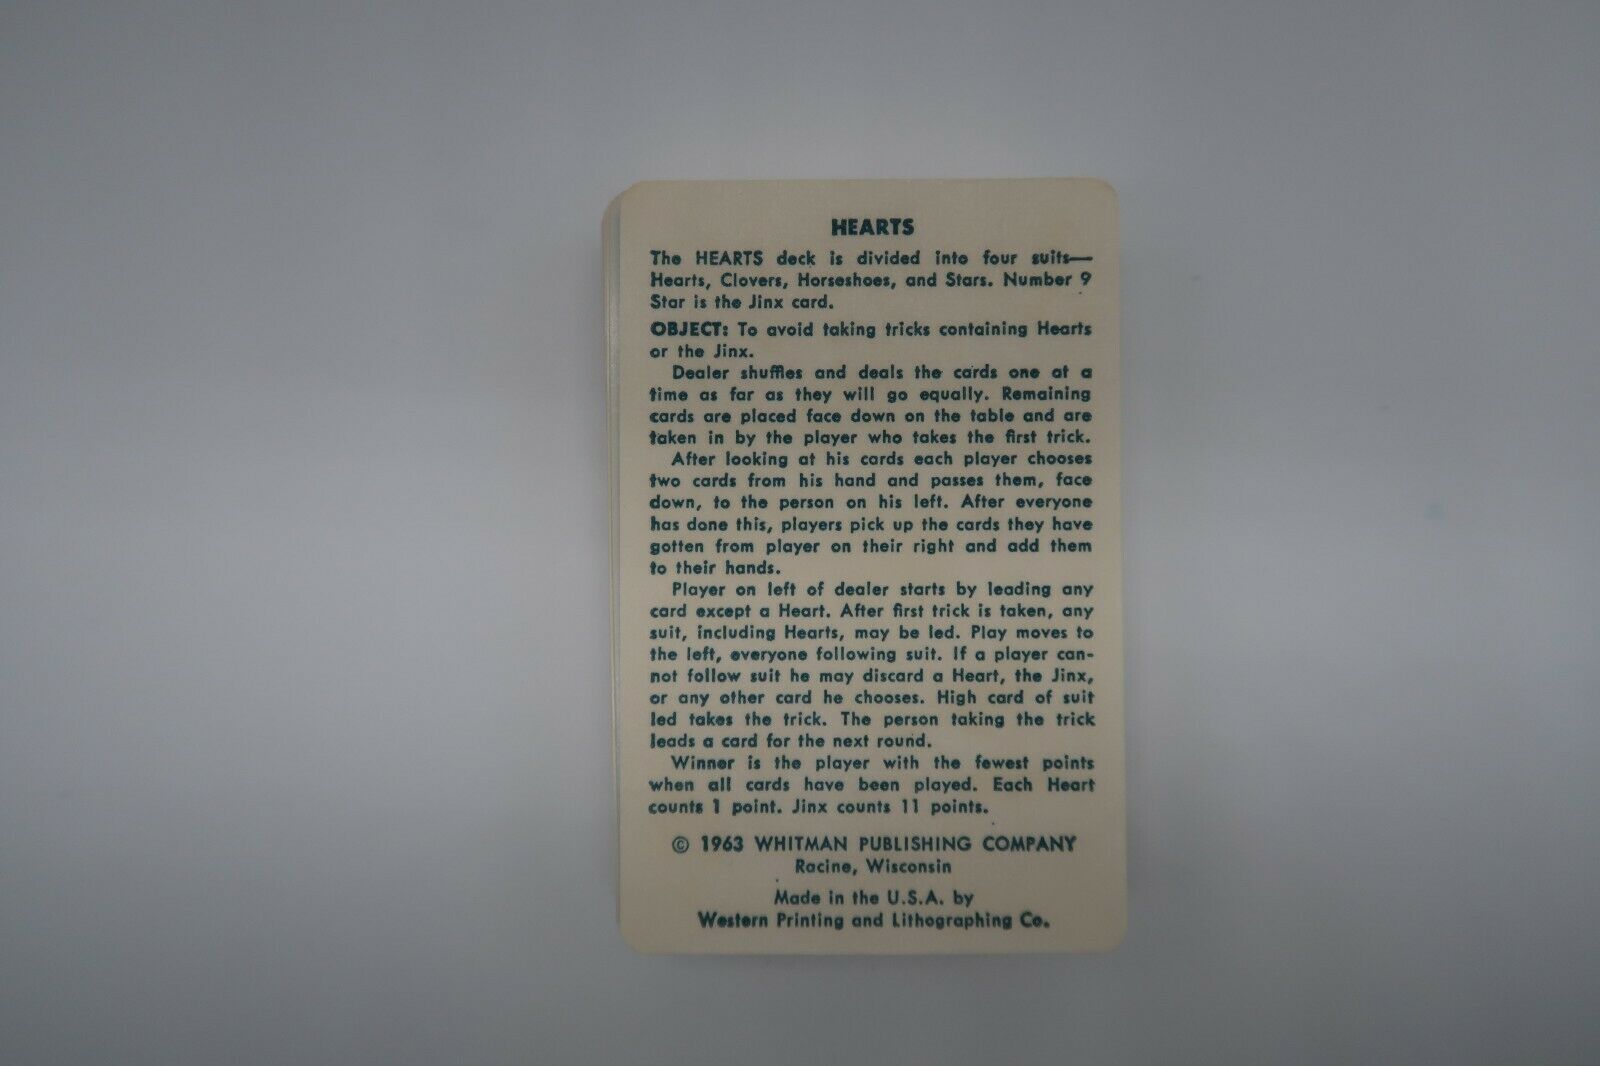 HEARTS
The HEARTS deck is divided into four suits—
Hearts, Clovers, Horseshoes, and Stars. Number 9
Star is the Jinx card.
OBJECT: To avoid taking tricks containing Hearts
or the Jinx.
Dealer shuffles and deals the cards one at a
time as far as they will go equally. Remaining
cards are placed face down on the table and are
taken in by the player who takes the first trick.
After looking at his cards each player chooses
two cards from his hand and passes them, face
down, to the person on his left. After everyone
has done this, players pick up the cards they have
gotten from player on their right and add them
to their hands.
Player on left of dealer starts by leading any
card except a Heart. After first trick is taken, any
suit, including Hearts, may be led. Play moves to
the left, everyone following suit. If a player can-
not follow suit he may discard a Heart, the Jinx,
or any other card he chooses. High card of suit
led takes the trick. The person taking the trick
leads a card for the next round.
Winner is the player with the fewest points
when all cards have been played. Each Heart
counts 1 point. Jinx counts 11 points.
© 1963 WHITMAN PUBLISHING COMPANY
Racine, Wisconsin
Made in the U.S.A. by
Western Printing and Lithographing Co.